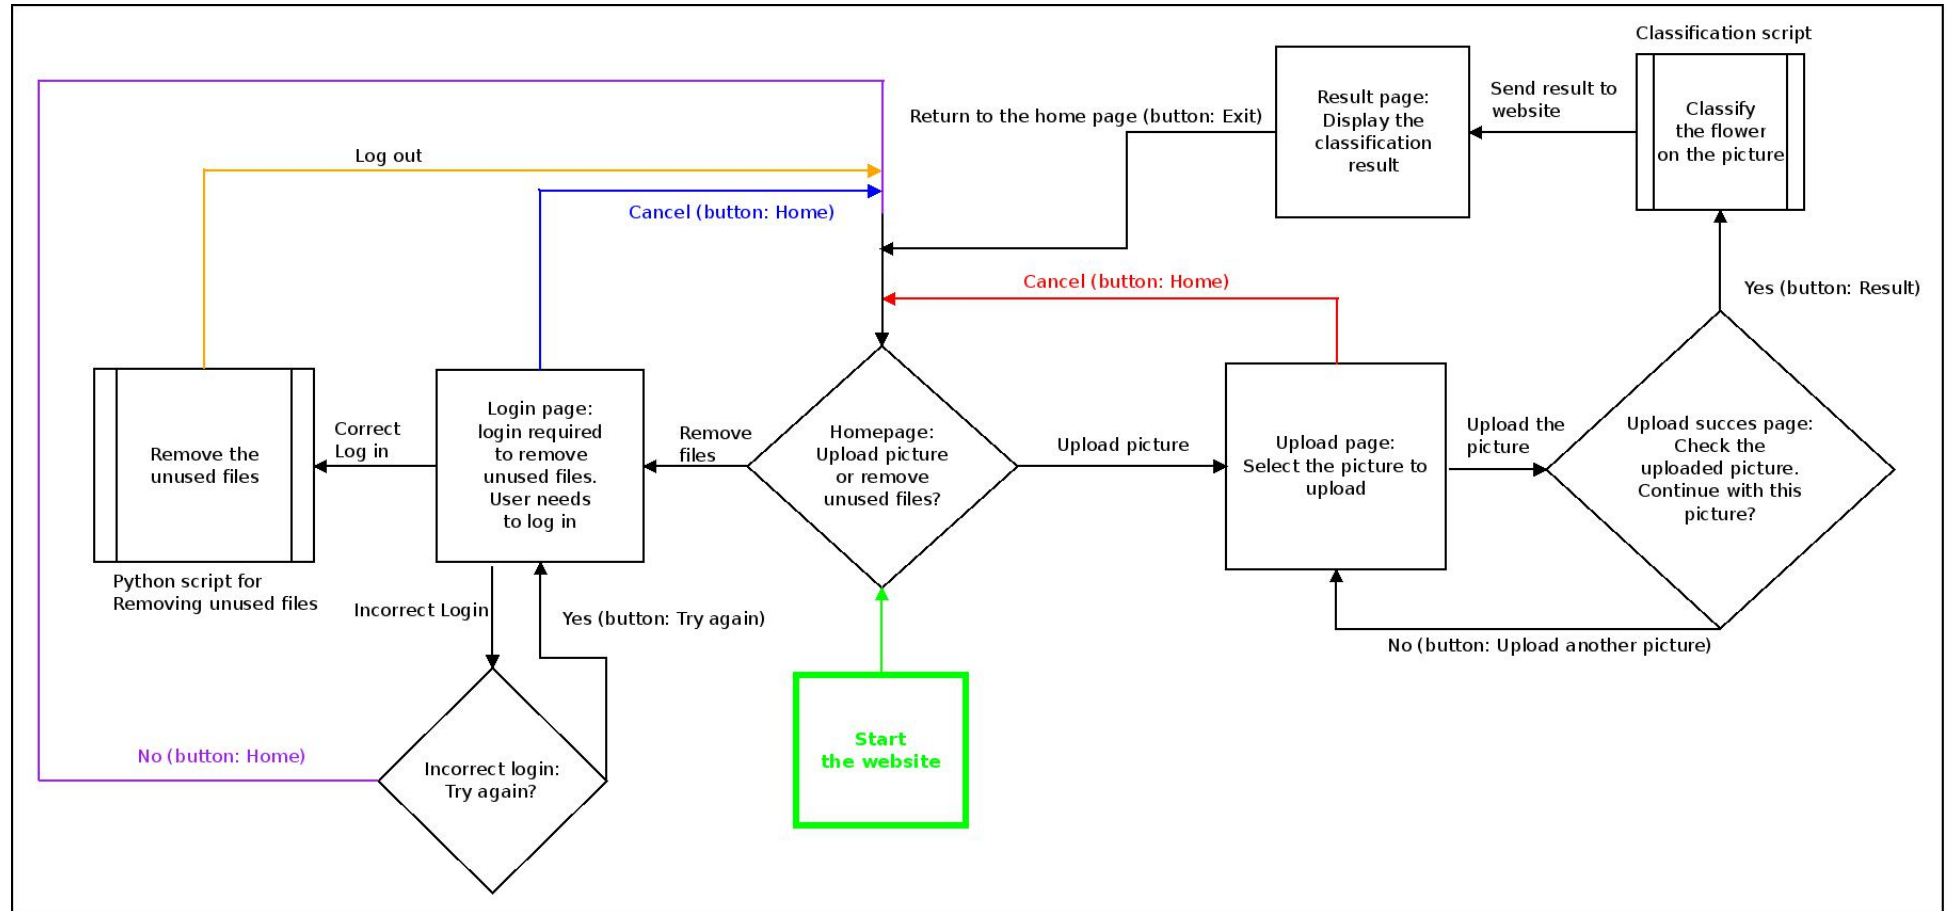 Classification script
Classify
the flower
on the picture
Send result to
website
Result page:
Display the
classification
result
Return to the home page (button: Exit)
Log out
Cancel (button: Home)
Cancel (button: Home)
Yes (button: Result)
Remove the
unused files
Python script for
Removing unused files
Correct
Log in
Login page:
login required
to remove
unused files.
User needs
to log in
Remove
files
Homepage:
Upload picture
or remove
unused files?
Upload picture
Upload page:
Select the picture to
upload
Upload the
picture
Upload succes page:
Check the
uploaded picture.
Continue with this
picture?
No (button: Upload another picture)
Incorrect Login
Yes (button: Try again)
No (button: Home)
Incorrect login:
Try again?
Start
the website